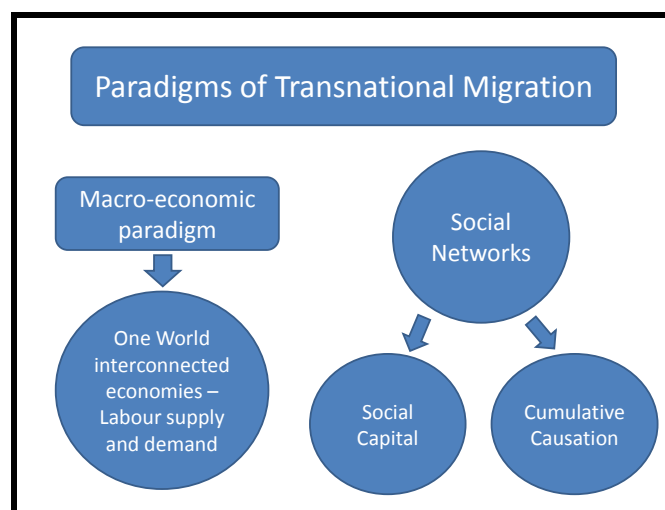 Paradigms of Transnational Migration
Macro-economic
paradigm
One World
interconnected
economies –
Labour supply
and demand
Social
Networks
Social
Capital
Cumulative
Causation